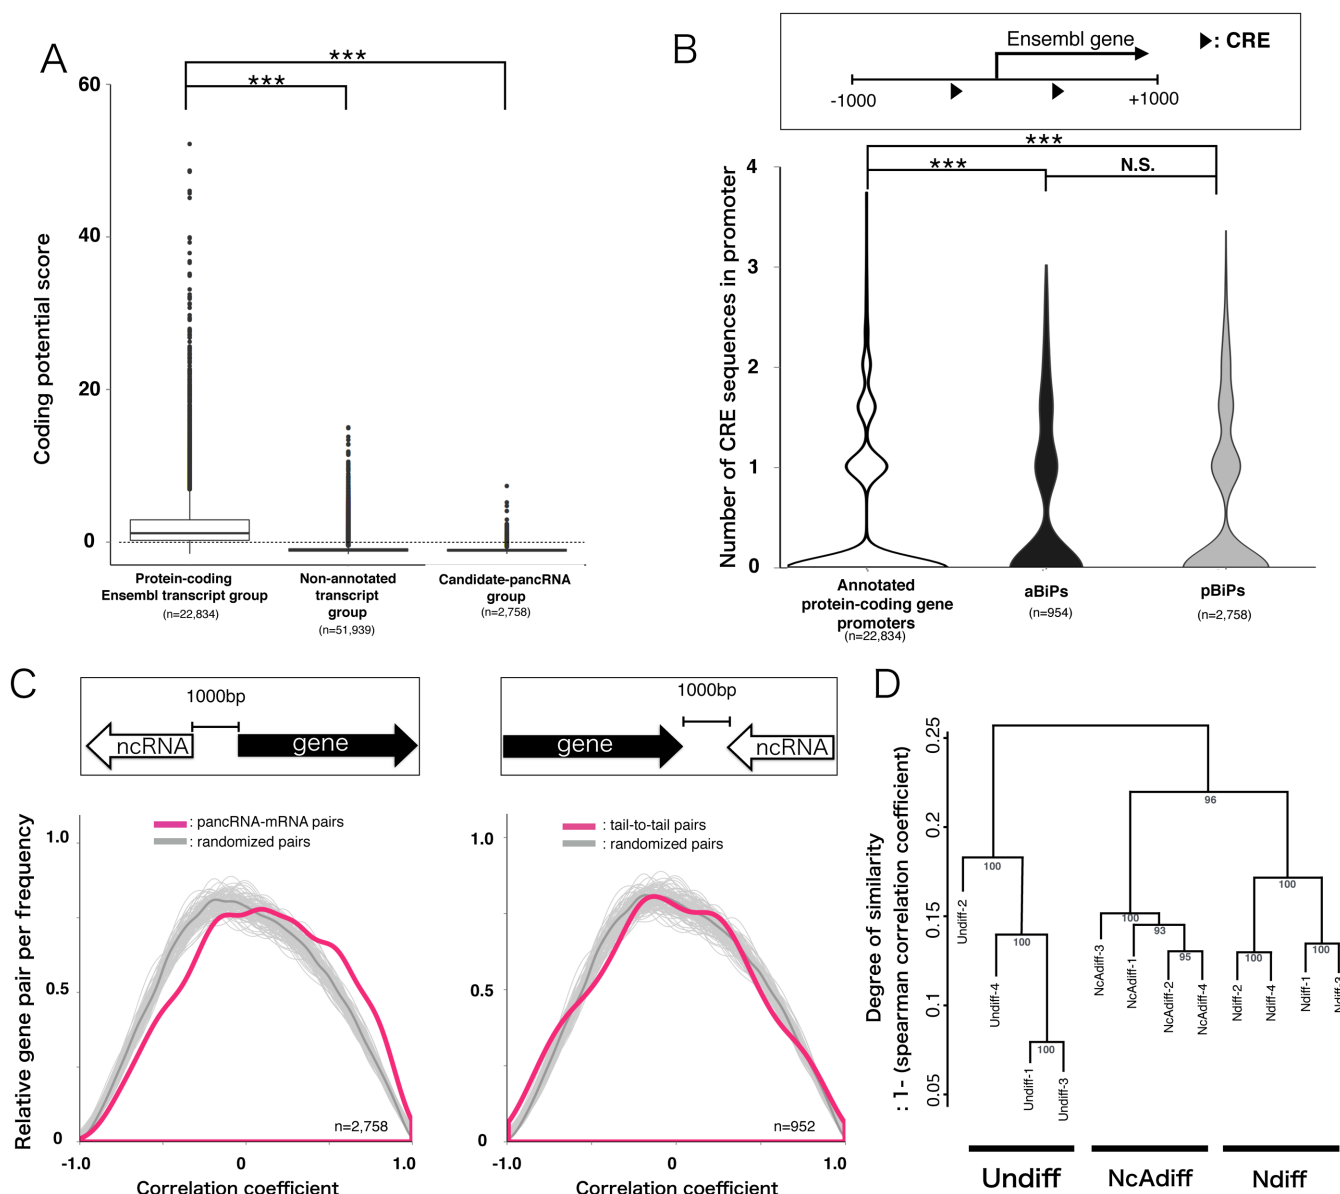 A
***
***
60
40
20
0
Coding potential score
Protein-coding
Ensembl transcript group
(n=22,834)
Non-annotated
transcript
group
(n=51,939)
Candidate-pancRNA
group
(n=2,758)
B
Ensembl gene
: CRE
-1000
+1000
***
***
N.S.
4
3
2
1
0
Number of CRE sequences in promoter
Annotated
protein-coding gene
promoters
(n=22,834)
aBiPs
(n=954)
pBiPs
(n=2,758)
C
1000bp
ncRNA
gene
1000bp
gene
ncRNA
: pancRNA-mRNA pairs
: randomized pairs
1.0
0.5
0
Relative gene pair per frequency
n=2,758
-1.0
0
1.0
Correlation coefficient
: tail-to-tail pairs
: randomized pairs
1.0
0.5
0
n=952
-1.0
0
1.0
Correlation coefficient
D
Degree of similarity
: 1- (spearman correlation coefficient)
0.25
0.2
0.15
0.1
0.05
96
100
100
100
93
95
100
100
100
100
Undiff-2
Undiff-4
Undiff-1
Undiff-3
NcAdiff-3
NcAdiff-1
NcAdiff-2
NcAdiff-4
Ndiff-2
Ndiff-4
Ndiff-1
Ndiff-3
Undiff
NcAdiff
Ndiff